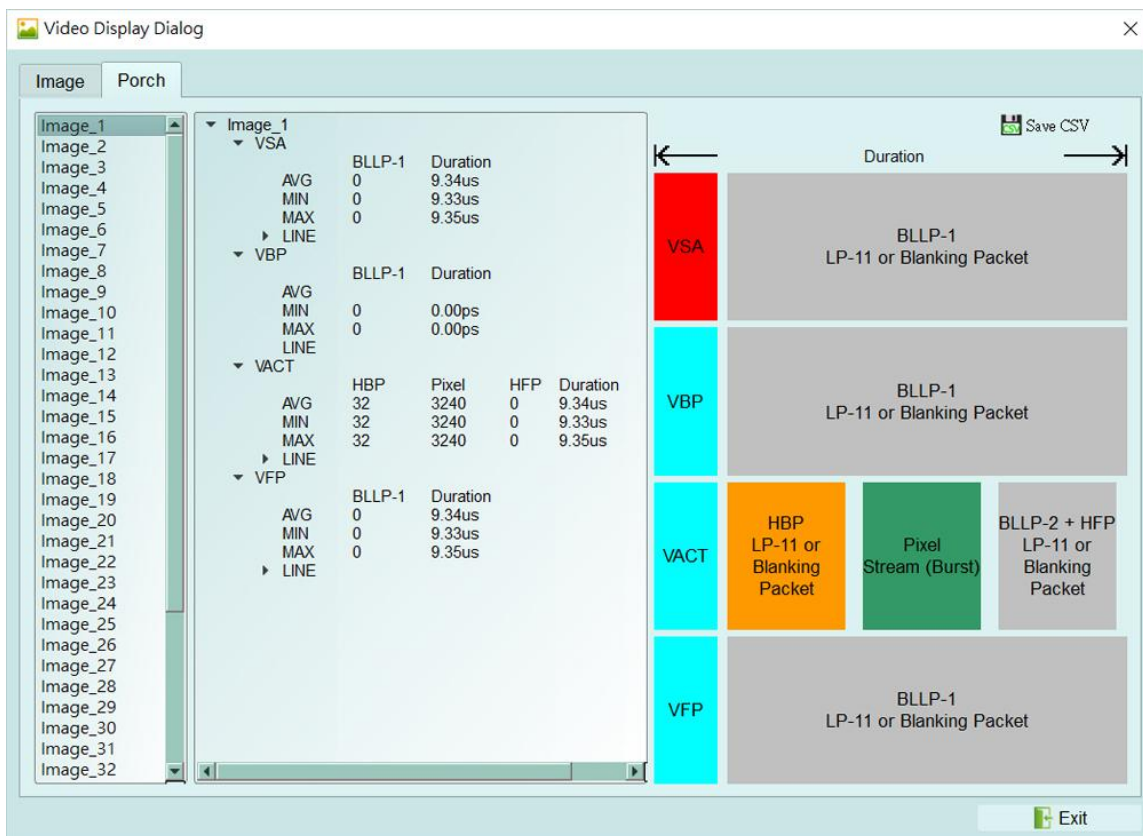 Video Display Dialog
Image Porch
Image_1
Image_2
Image_3
Image_4
Image_5
Image_6
Image_7
Image_8
Image_9
Image_10
Image_11
Image_12
Image_13
Image_14
Image_15
Image_16
Image_17
Image_18
Image_19
Image_20
Image_21
Image_22
Image_23
Image_24
Image_25
Image_26
Image_27
Image_28
Image_29
Image_30
Image_31
Image_32
Image_1
VSA
BLLP-1 Duration
AVG 0 9.34us
MIN 0 9.33us
MAX 0 9.35us
LINE
VBP
BLLP-1 Duration
AVG
MIN 0 0.00ps
MAX 0 0.00ps
LINE
VACT
HBP Pixel HFP Duration
AVG 32 3240 0 9.34us
MIN 32 3240 0 9.33us
MAX 32 3240 0 9.35us
LINE
VFP
BLLP-1 Duration
AVG 0 9.34us
MIN 0 9.33us
MAX 0 9.35us
LINE
CSV Save CSV
Duration
VSA
BLLP-1
LP-11 or Blanking Packet
VBP
BLLP-1
LP-11 or Blanking Packet
VACT
HBP
LP-11 or
Blanking
Packet
Pixel
Stream (Burst)
BLLP-2 + HFP
LP-11 or
Blanking
Packet
VFP
BLLP-1
LP-11 or Blanking Packet
Exit